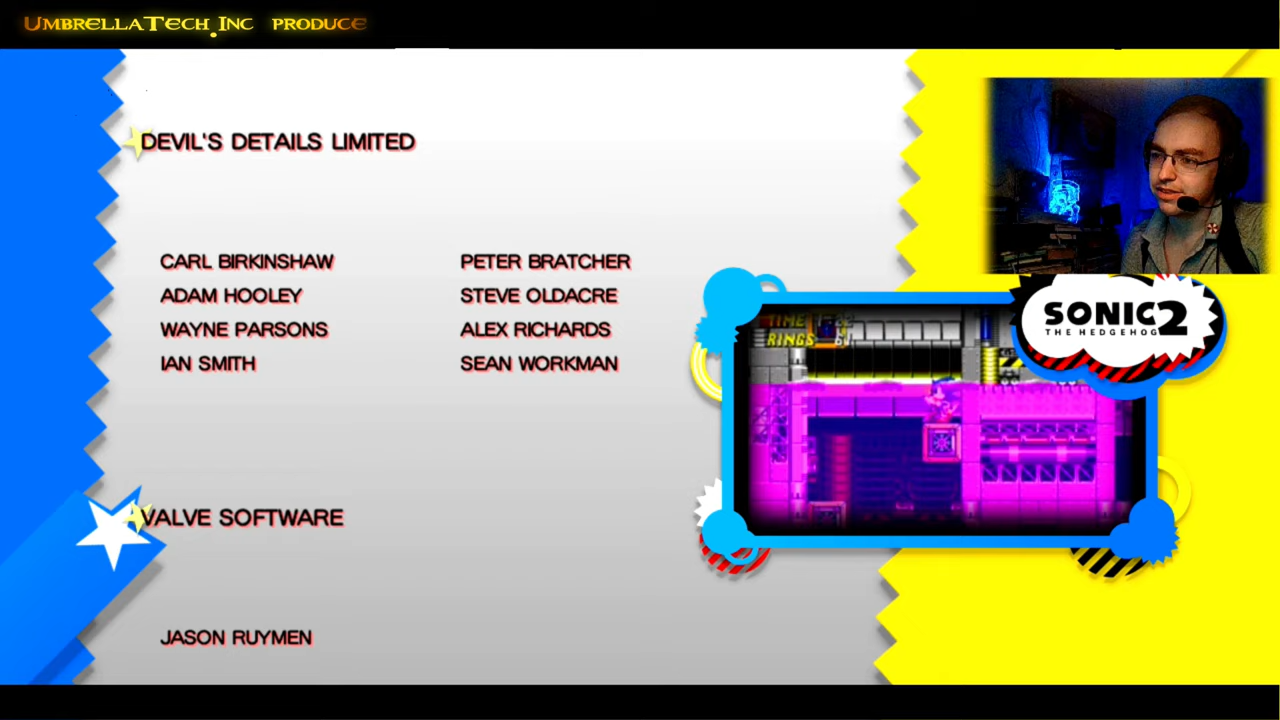 UmbrellaTech.Inc produce
DEVIL'S DETAILS LIMITED
CARL BIRKINSHAW
PETER BRATCHER
ADAM HOOLEY
STEVE OLDACRE
WAYNE PARSONS
ALEX RICHARDS
IAN SMITH
SEAN WORKMAN
SONIC 2
THE HEDGEHOG
TIME
RINGS
VALVE SOFTWARE
JASON RUYMEN